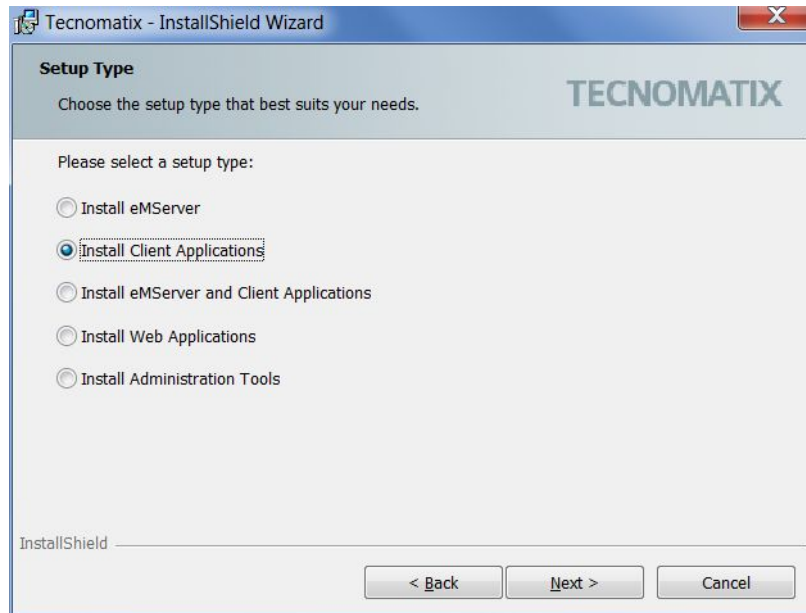 Tecnomatix - InstallShield Wizard
Setup Type
Choose the setup type that best suits your needs.
TECNOMATIX
Please select a setup type:
Install eMServer
Install Client Applications
Install eMServer and Client Applications
Install Web Applications
Install Administration Tools
InstallShield
< Back
Next >
Cancel